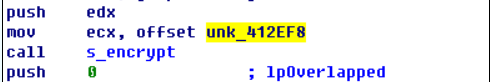 push edx
mov ecx, offset unk_412EF8
call s_encrypt
push 0 ; lpOverlapped